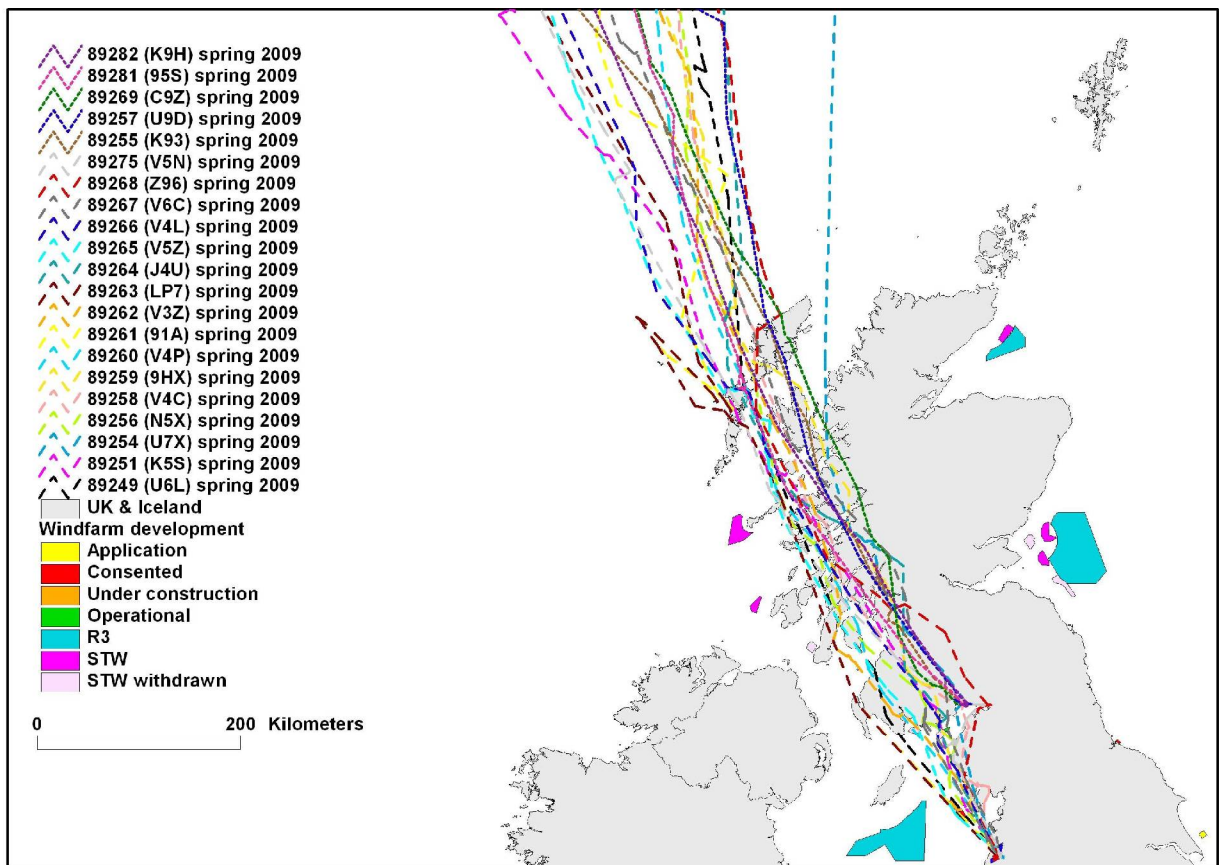 89282 (K9H) spring 2009
89281 (95S) spring 2009
89269 (C9Z) spring 2009
89257 (U9D) spring 2009
89255 (K93) spring 2009
89275 (V5N) spring 2009
89268 (Z96) spring 2009
89267 (V6C) spring 2009
89266 (V4L) spring 2009
89265 (V5Z) spring 2009
89264 (J4U) spring 2009
89263 (LP7) spring 2009
89262 (V3Z) spring 2009
89261 (91A) spring 2009
89260 (V4P) spring 2009
89259 (9HX) spring 2009
89258 (V4C) spring 2009
89256 (N5X) spring 2009
89254 (U7X) spring 2009
89251 (K5S) spring 2009
89249 (U6L) spring 2009
UK & Iceland
Windfarm development
Application
Consented
Under construction
Operational
R3
STW
STW withdrawn
0 200 Kilometers